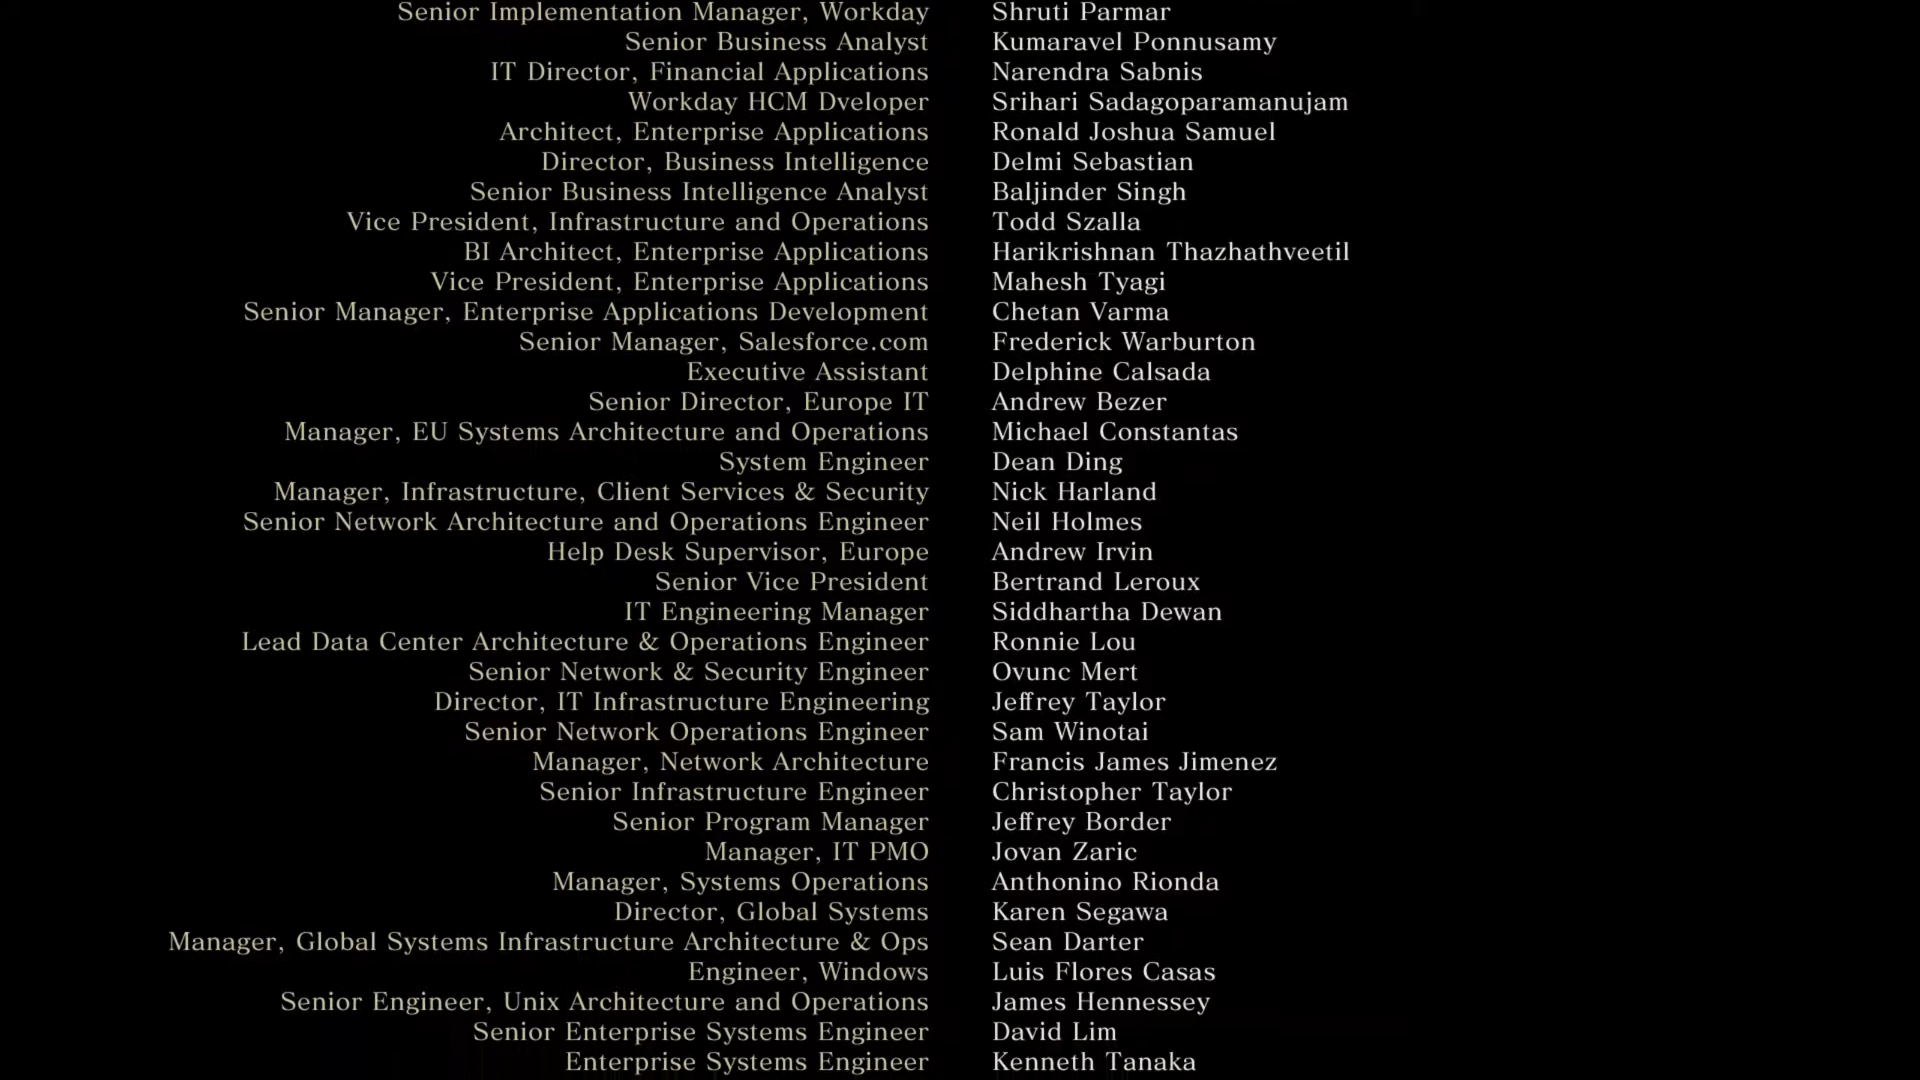 Senior Implementation Manager, Workday Shruti Parmar
Senior Business Analyst Kumaravel Ponnusamy
IT Director, Financial Applications Narendra Sabnis
Workday HCM Dveloper Srihari Sadagoparamanujam
Architect, Enterprise Applications Ronald Joshua Samuel
Director, Business Intelligence Delmi Sebastian
Senior Business Intelligence Analyst Baljinder Singh
Vice President, Infrastructure and Operations Todd Szalla
BI Architect, Enterprise Applications Harikrishnan Thazhathveetil
Vice President, Enterprise Applications Mahesh Tyagi
Senior Manager, Enterprise Applications Development Chetan Varma
Senior Manager, Salesforce.com Frederick Warburton
Executive Assistant Delphine Calsada
Senior Director, Europe IT Andrew Bezer
Manager, EU Systems Architecture and Operations Michael Constantas
System Engineer Dean Ding
Manager, Infrastructure, Client Services & Security Nick Harland
Senior Network Architecture and Operations Engineer Neil Holmes
Help Desk Supervisor, Europe Andrew Irvin
Senior Vice President Bertrand Leroux
IT Engineering Manager Siddhartha Dewan
Lead Data Center Architecture & Operations Engineer Ronnie Lou
Senior Network & Security Engineer Ovunc Mert
Director, IT Infrastructure Engineering Jeffrey Taylor
Senior Network Operations Engineer Sam Winotai
Manager, Network Architecture Francis James Jimenez
Senior Infrastructure Engineer Christopher Taylor
Senior Program Manager Jeffrey Border
Manager, IT PMO Jovan Zaric
Manager, Systems Operations Anthonino Rionda
Director, Global Systems Karen Segawa
Manager, Global Systems Infrastructure Architecture & Ops Sean Darter
Engineer, Windows Luis Flores Casas
Senior Engineer, Unix Architecture and Operations James Hennessey
Senior Enterprise Systems Engineer David Lim
Enterprise Systems Engineer Kenneth Tanaka